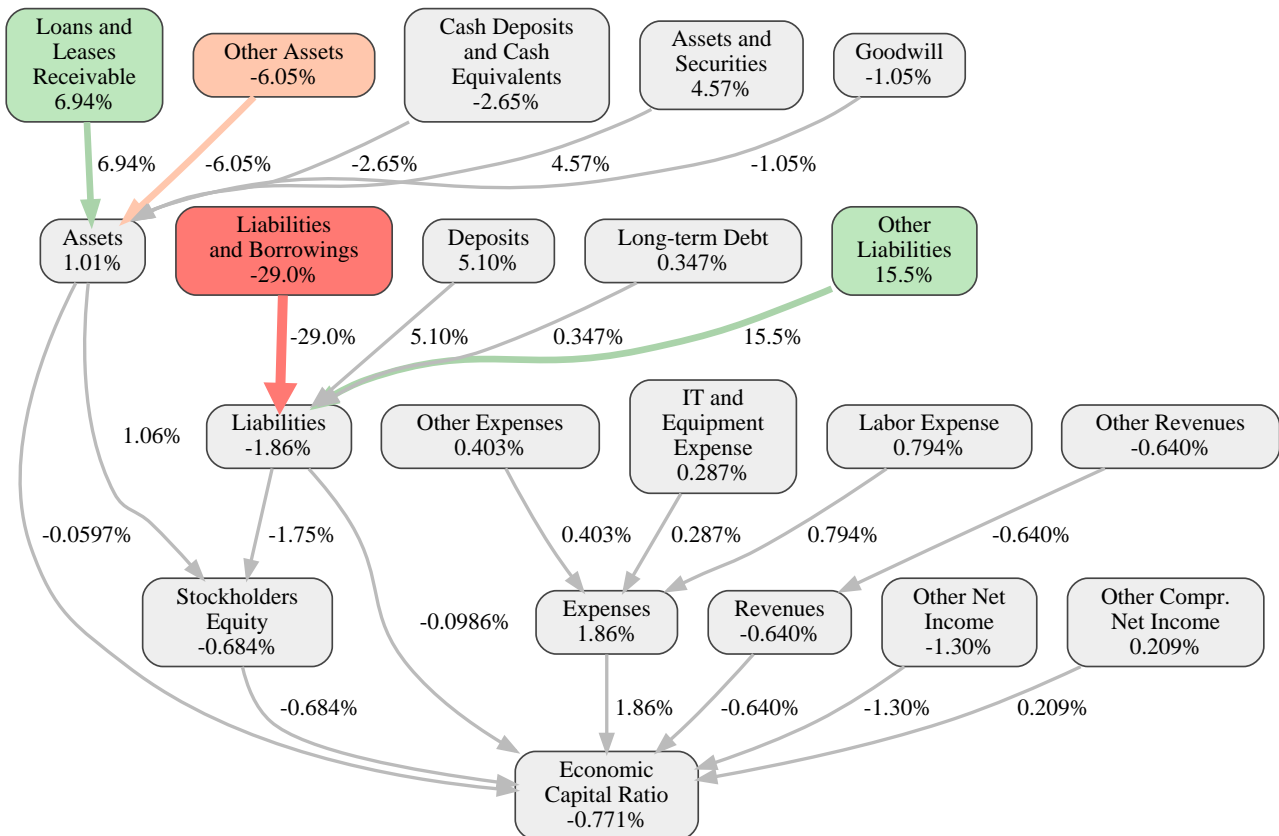 Loans and
Leases
Receivable
6.94%
Other Assets
-6.05%
Cash Deposits
and Cash
Equivalents
-2.65%
Assets and
Securities
4.57%
Goodwill
-1.05%
6.94%
-6.05%
-2.65%
4.57%
-1.05%
Assets
1.01%
Liabilities
and Borrowings
-29.0%
Deposits
5.10%
Long-term Debt
0.347%
Other
Liabilities
15.5%
-29.0%
5.10%
0.347%
15.5%
1.06%
Liabilities
-1.86%
Other Expenses
0.403%
IT and
Equipment
Expense
0.287%
Labor Expense
0.794%
Other Revenues
-0.640%
-0.0597%
-1.75%
0.403%
0.287%
0.794%
-0.640%
Stockholders
Equity
-0.684%
-0.0986%
Expenses
1.86%
Revenues
-0.640%
Other Net
Income
-1.30%
Other Compr.
Net Income
0.209%
-0.684%
1.86%
-0.640%
-1.30%
0.209%
Economic
Capital Ratio
-0.771%